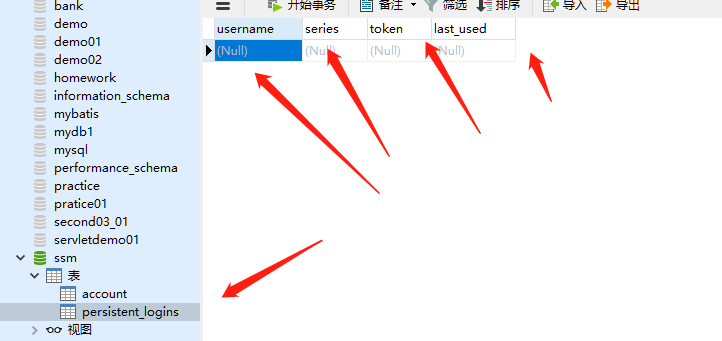 bank
demo
demo01
demo02
homework
information_schema
mybatis
mydb1
mysql
performance_schema
practice
pratice01
second03_01
servletdemo01
ssm
表
account
persistent_logins
视图
开始事务 备注 筛选 排序 导入 导出
username series token last_used
(Null) (Null) (Null) (Null)